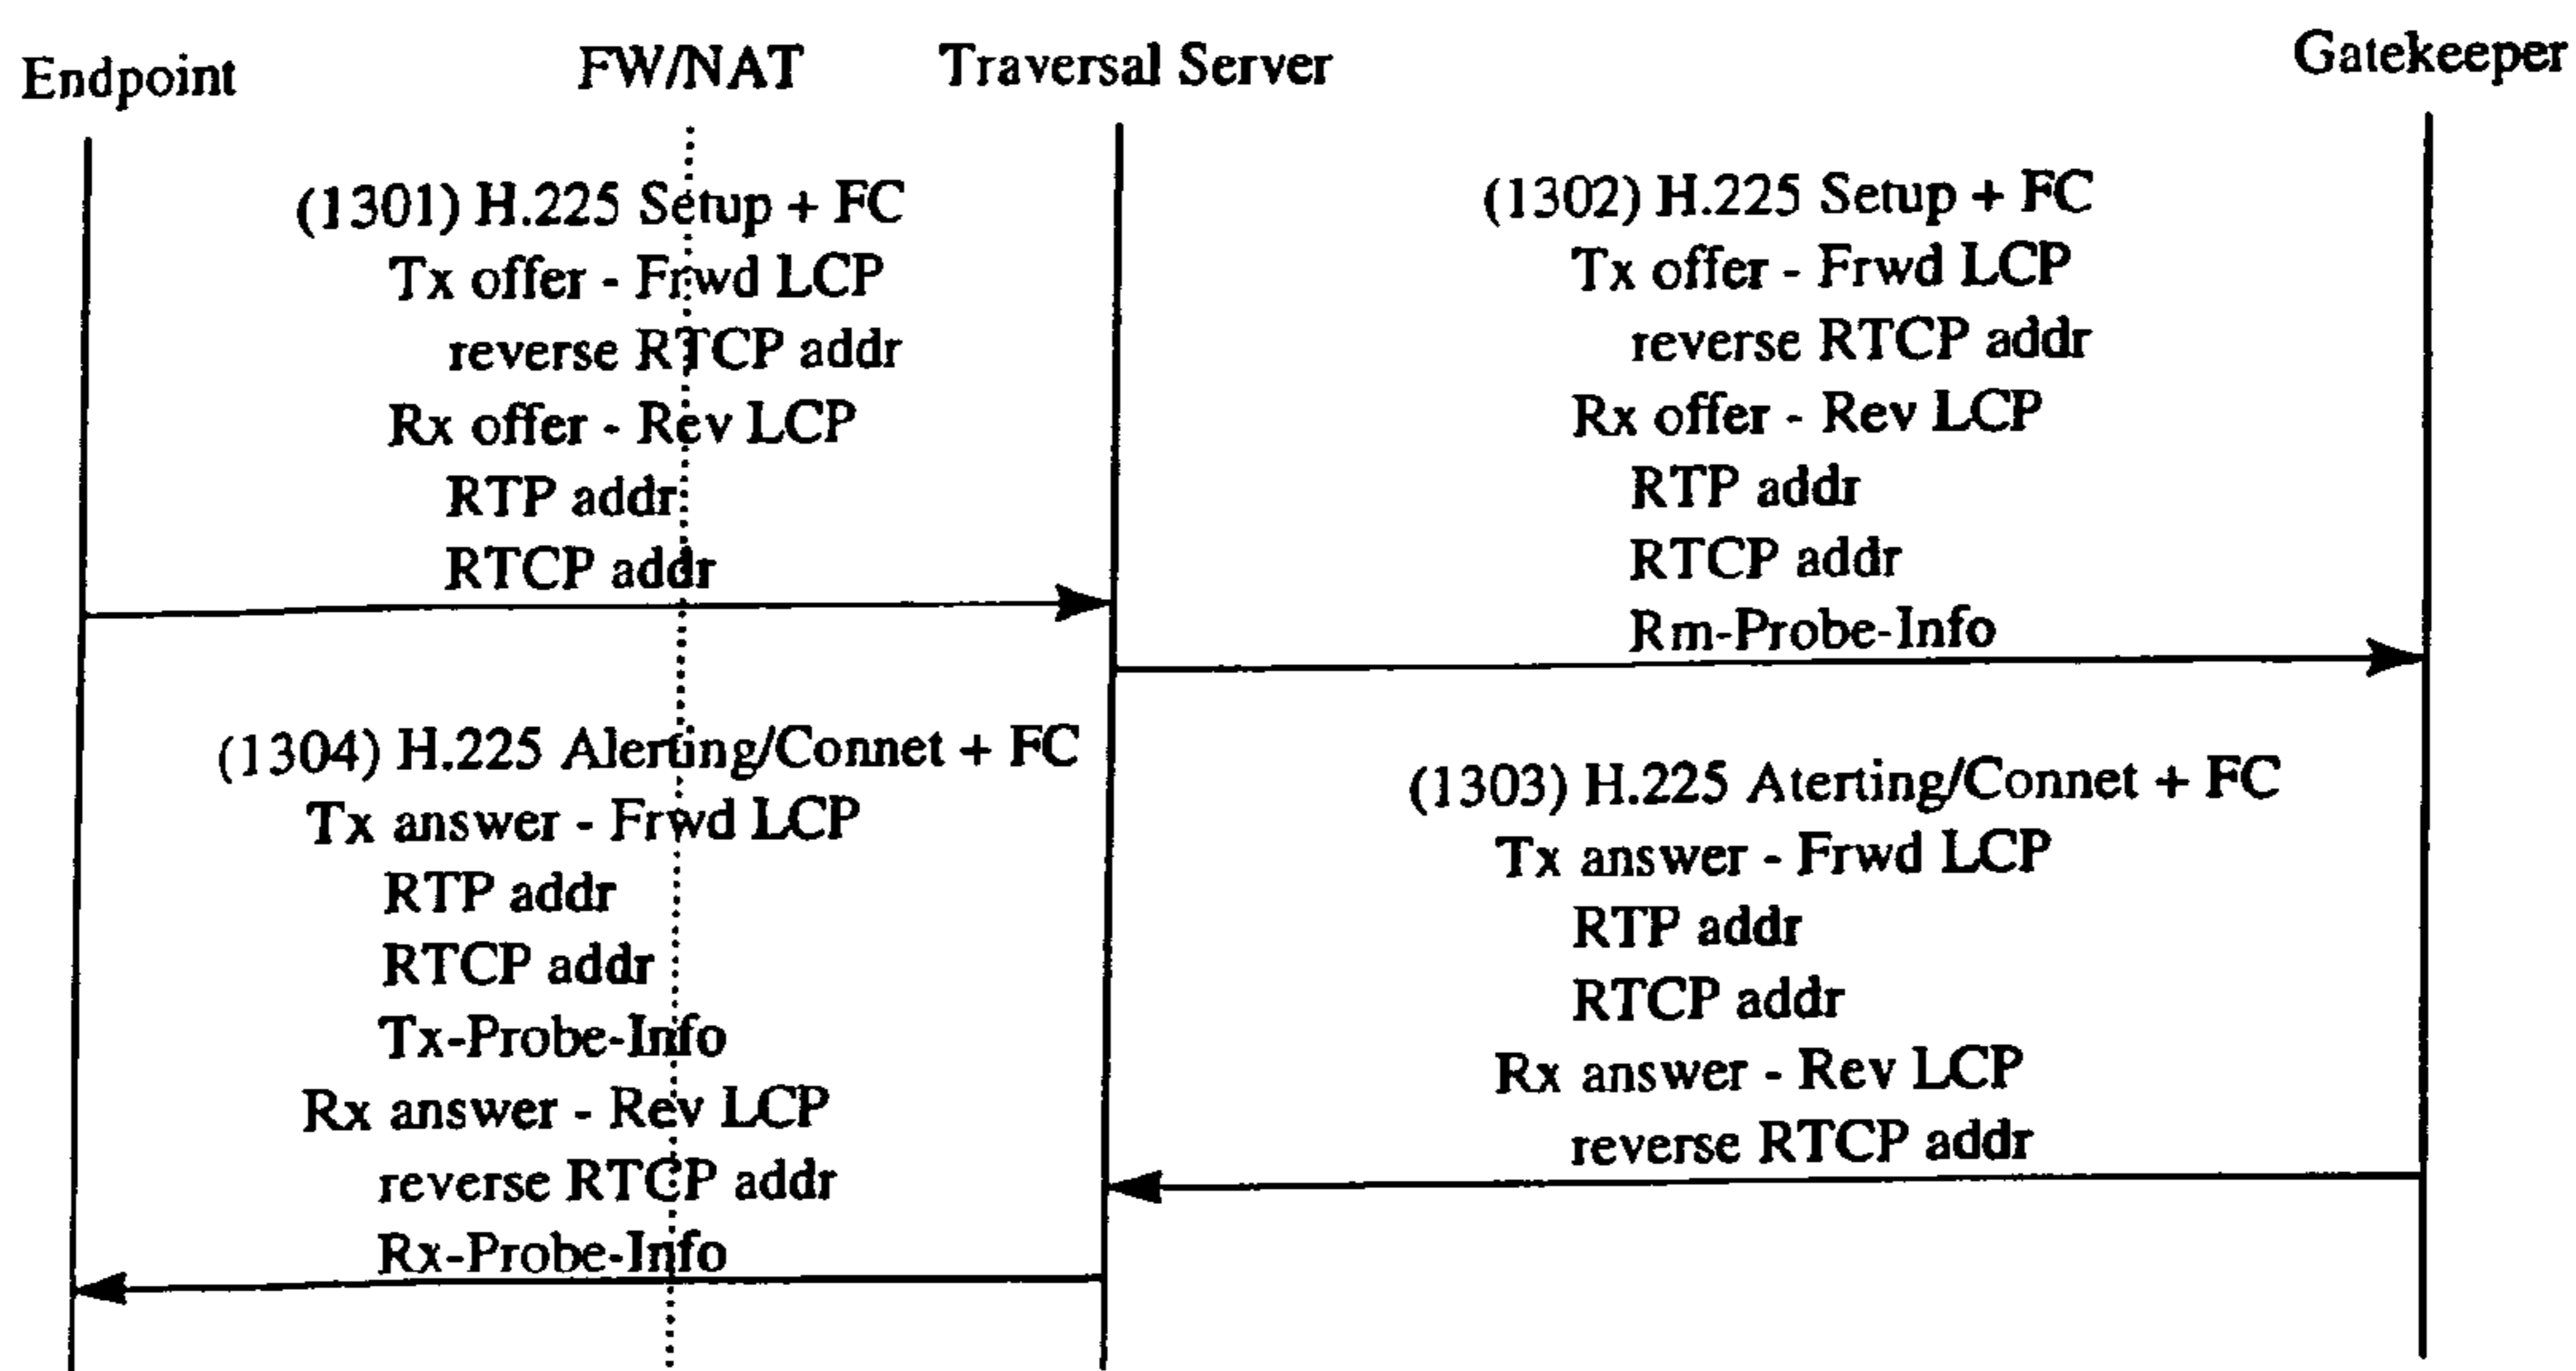 Endpoint
FW/NAT
Traversal Server
Gatekeeper
(1301) H.225 Setup + FC
Tx offer - Frwd LCP
reverse RTCP addr
Rx offer - Rev LCP
RTP addr
RTCP addr
(1302) H.225 Setup + FC
Tx offer - Frwd LCP
reverse RTCP addr
Rx offer - Rev LCP
RTP addr
RTCP addr
Rm-Probe-Info
(1304) H.225 Alerting/Connet + FC
Tx answer - Frwd LCP
RTP addr
RTCP addr
Tx-Probe-Info
Rx answer - Rev LCP
reverse RTCP addr
Rx-Probe-Info
(1303) H.225 Aterting/Connet + FC
Tx answer - Frwd LCP
RTP addr
RTCP addr
Rx answer - Rev LCP
reverse RTCP addr